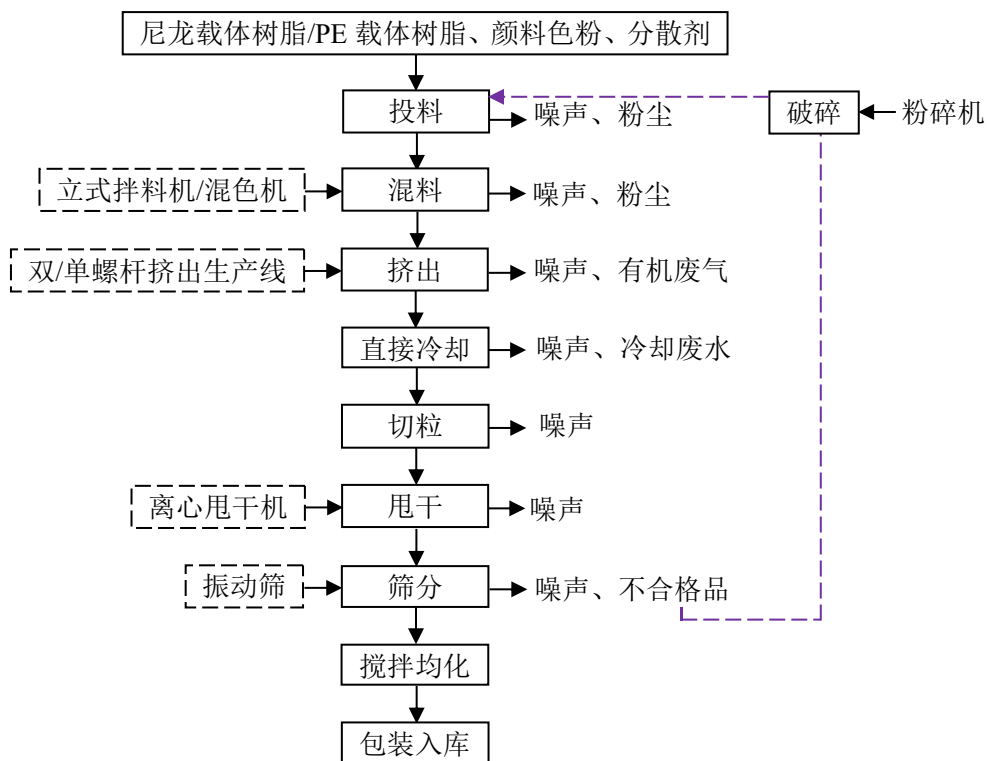 尼龙载体树脂/PE 载体树脂、颜料色粉、分散剂
投料
噪声、粉尘
破碎
粉碎机
立式拌料机/混色机
混料
噪声、粉尘
双/单螺杆挤出生产线
挤出
噪声、有机废气
直接冷却
噪声、冷却废水
切粒
噪声
离心甩干机
甩干
噪声
振动筛
筛分
噪声、不合格品
搅拌均化
包装入库